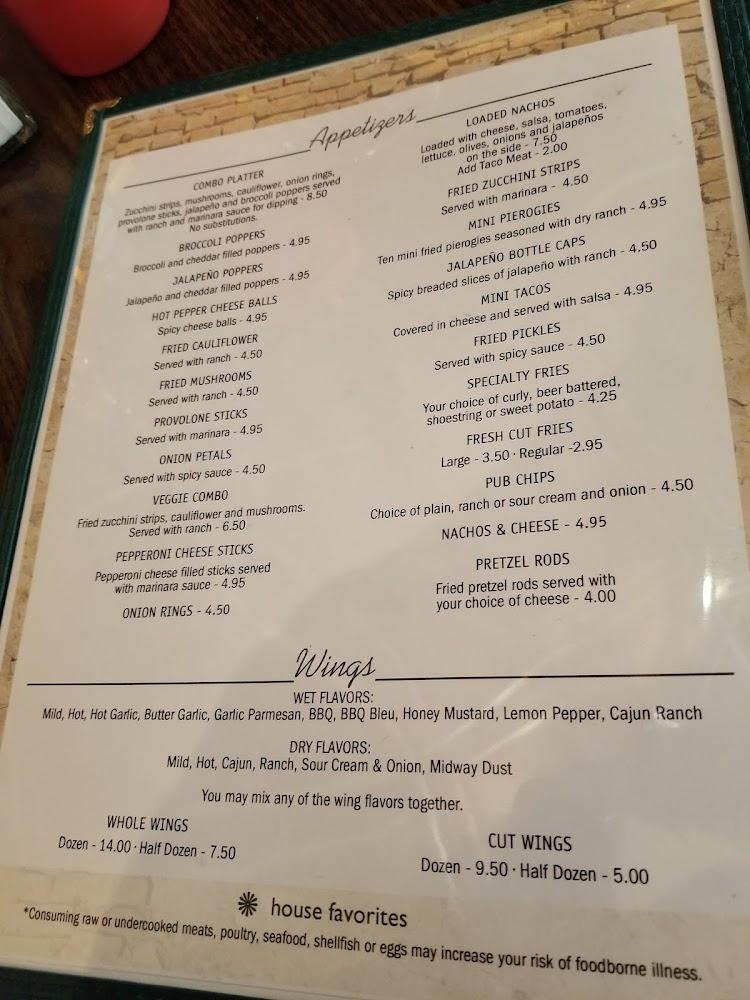 Appetizers
COMBO PLATTER
Zucchini strips, mushrooms, cauliflower, onion rings,
provolone sticks, jalapeño and broccoli poppers served
with ranch and marinara sauce for dipping - 8.50
No substitutions.
BROCCOLI POPPERS
Broccoli and cheddar filled poppers - 4.95
JALAPEÑO POPPERS
Jalapeño and cheddar filled poppers - 4.95
HOT PEPPER CHEESE BALLS
Spicy cheese balls - 4.95
FRIED CAULIFLOWER
Served with ranch - 4.50
FRIED MUSHROOMS
Served with ranch - 4.50
PROVOLONE STICKS
Served with marinara - 4.95
ONION PETALS
Served with spicy sauce - 4.50
VEGGIE COMBO
Fried zucchini strips, cauliflower and mushrooms.
Served with ranch - 6.50
PEPPERONI CHEESE STICKS
Pepperoni cheese filled sticks served
with marinara sauce - 4.95
ONION RINGS - 4.50
LOADED NACHOS
Loaded with cheese, salsa, tomatoes,
lettuce, olives, onions and jalapeños
on the side - 7.50
Add Taco Meat - 2.00
FRIED ZUCCHINI STRIPS
Served with marinara - 4.50
MINI PIEROGIES
Ten mini fried pierogies seasoned with dry ranch - 4.95
JALAPEÑO BOTTLE CAPS
Spicy breaded slices of jalapeño with ranch - 4.50
MINI TACOS
Covered in cheese and served with salsa - 4.95
FRIED PICKLES
Served with spicy sauce - 4.50
SPECIALTY FRIES
Your choice of curly, beer battered,
shoestring or sweet potato - 4.25
FRESH CUT FRIES
Large - 3.50 · Regular -2.95
PUB CHIPS
Choice of plain, ranch or sour cream and onion - 4.50
NACHOS & CHEESE - 4.95
PRETZEL RODS
Fried pretzel rods served with
your choice of cheese - 4.00
Wings
WET FLAVORS:
Mild, Hot, Hot Garlic, Butter Garlic, Garlic Parmesan, BBQ, BBQ Bleu, Honey Mustard, Lemon Pepper, Cajun Ranch
DRY FLAVORS:
Mild, Hot, Cajun, Ranch, Sour Cream & Onion, Midway Dust
You may mix any of the wing flavors together.
WHOLE WINGS
Dozen - 14.00 · Half Dozen - 7.50
CUT WINGS
Dozen - 9.50 · Half Dozen - 5.00
house favorites
*Consuming raw or undercooked meats, poultry, seafood, shellfish or eggs may increase your risk of foodborne illness.